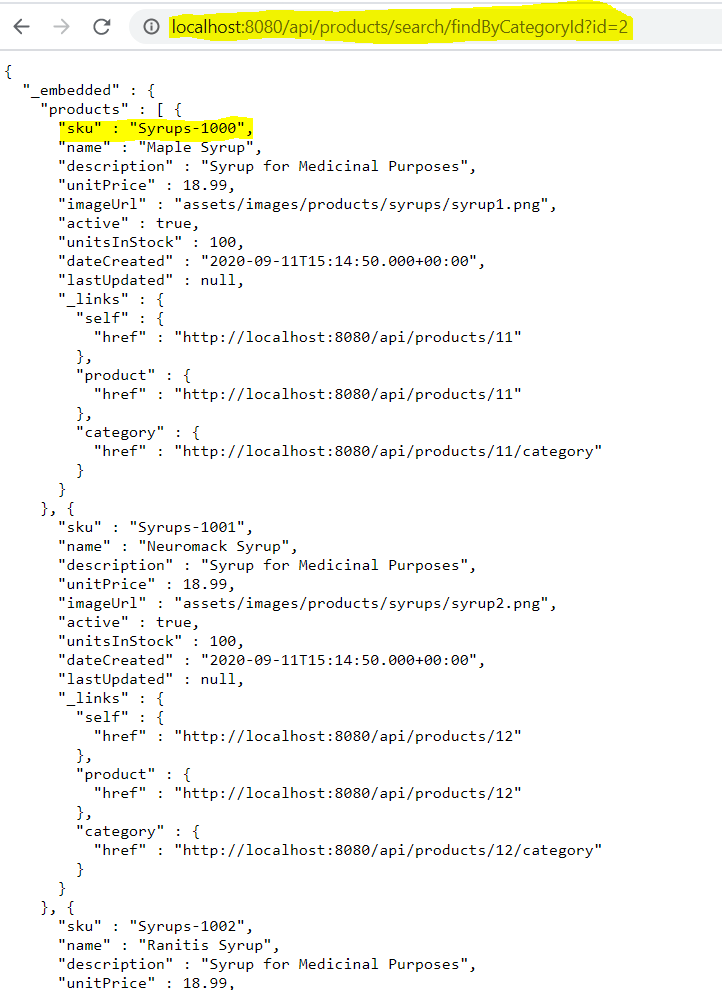 localhost:8080/api/products/search/findByCategoryId?id=2
{
  "_embedded" : {
    "products" : [ {
      "sku" : "Syrups-1000",
      "name" : "Maple Syrup",
      "description" : "Syrup for Medicinal Purposes",
      "unitPrice" : 18.99,
      "imageUrl" : "assets/images/products/syrups/syrup1.png",
      "active" : true,
      "unitsInStock" : 100,
      "dateCreated" : "2020-09-11T15:14:50.000+00:00",
      "lastUpdated" : null,
      "_links" : {
        "self" : {
          "href" : "http://localhost:8080/api/products/11"
        },
        "product" : {
          "href" : "http://localhost:8080/api/products/11"
        },
        "category" : {
          "href" : "http://localhost:8080/api/products/11/category"
        }
      }
    }, {
      "sku" : "Syrups-1001",
      "name" : "Neuromack Syrup",
      "description" : "Syrup for Medicinal Purposes",
      "unitPrice" : 18.99,
      "imageUrl" : "assets/images/products/syrups/syrup2.png",
      "active" : true,
      "unitsInStock" : 100,
      "dateCreated" : "2020-09-11T15:14:50.000+00:00",
      "lastUpdated" : null,
      "_links" : {
        "self" : {
          "href" : "http://localhost:8080/api/products/12"
        },
        "product" : {
          "href" : "http://localhost:8080/api/products/12"
        },
        "category" : {
          "href" : "http://localhost:8080/api/products/12/category"
        }
      }
    }, {
      "sku" : "Syrups-1002",
      "name" : "Ranitis Syrup",
      "description" : "Syrup for Medicinal Purposes",
      "unitPrice" : 18.99,